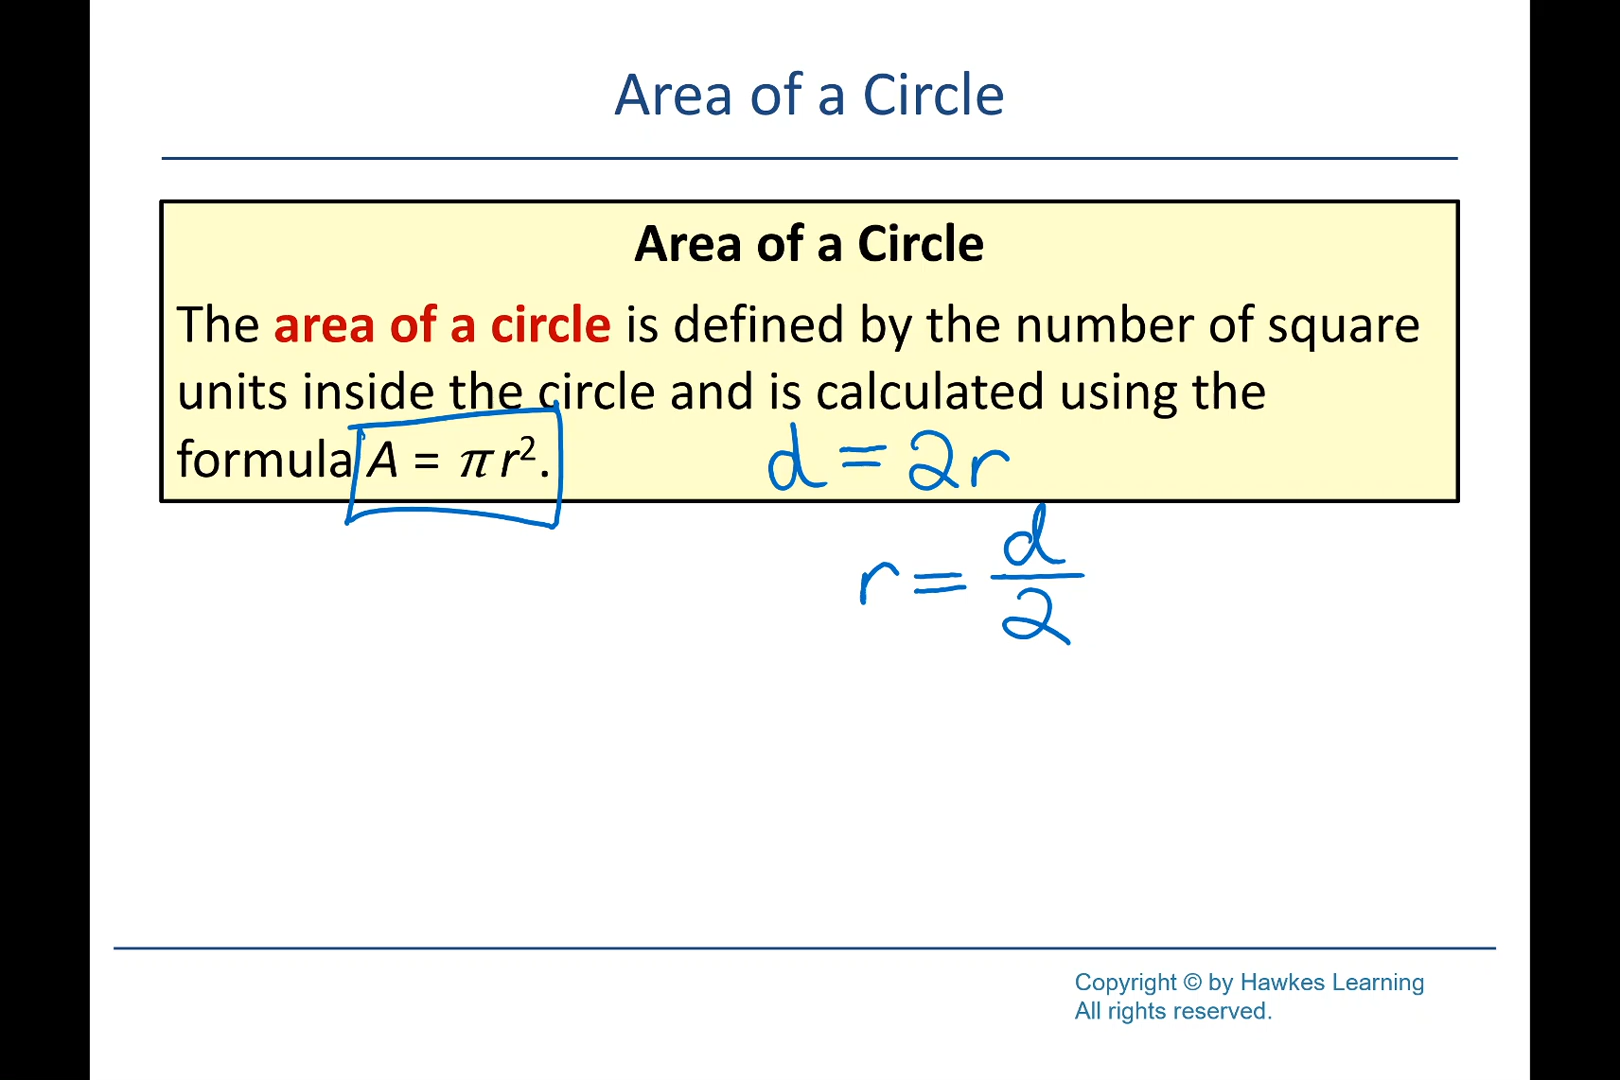 Area of a Circle
Area of a Circle
The area of a circle is defined by the number of square
units inside the circle and is calculated using the
formula A = πr².
d = 2r
r = d/2
Copyright © by Hawkes Learning
All rights reserved.